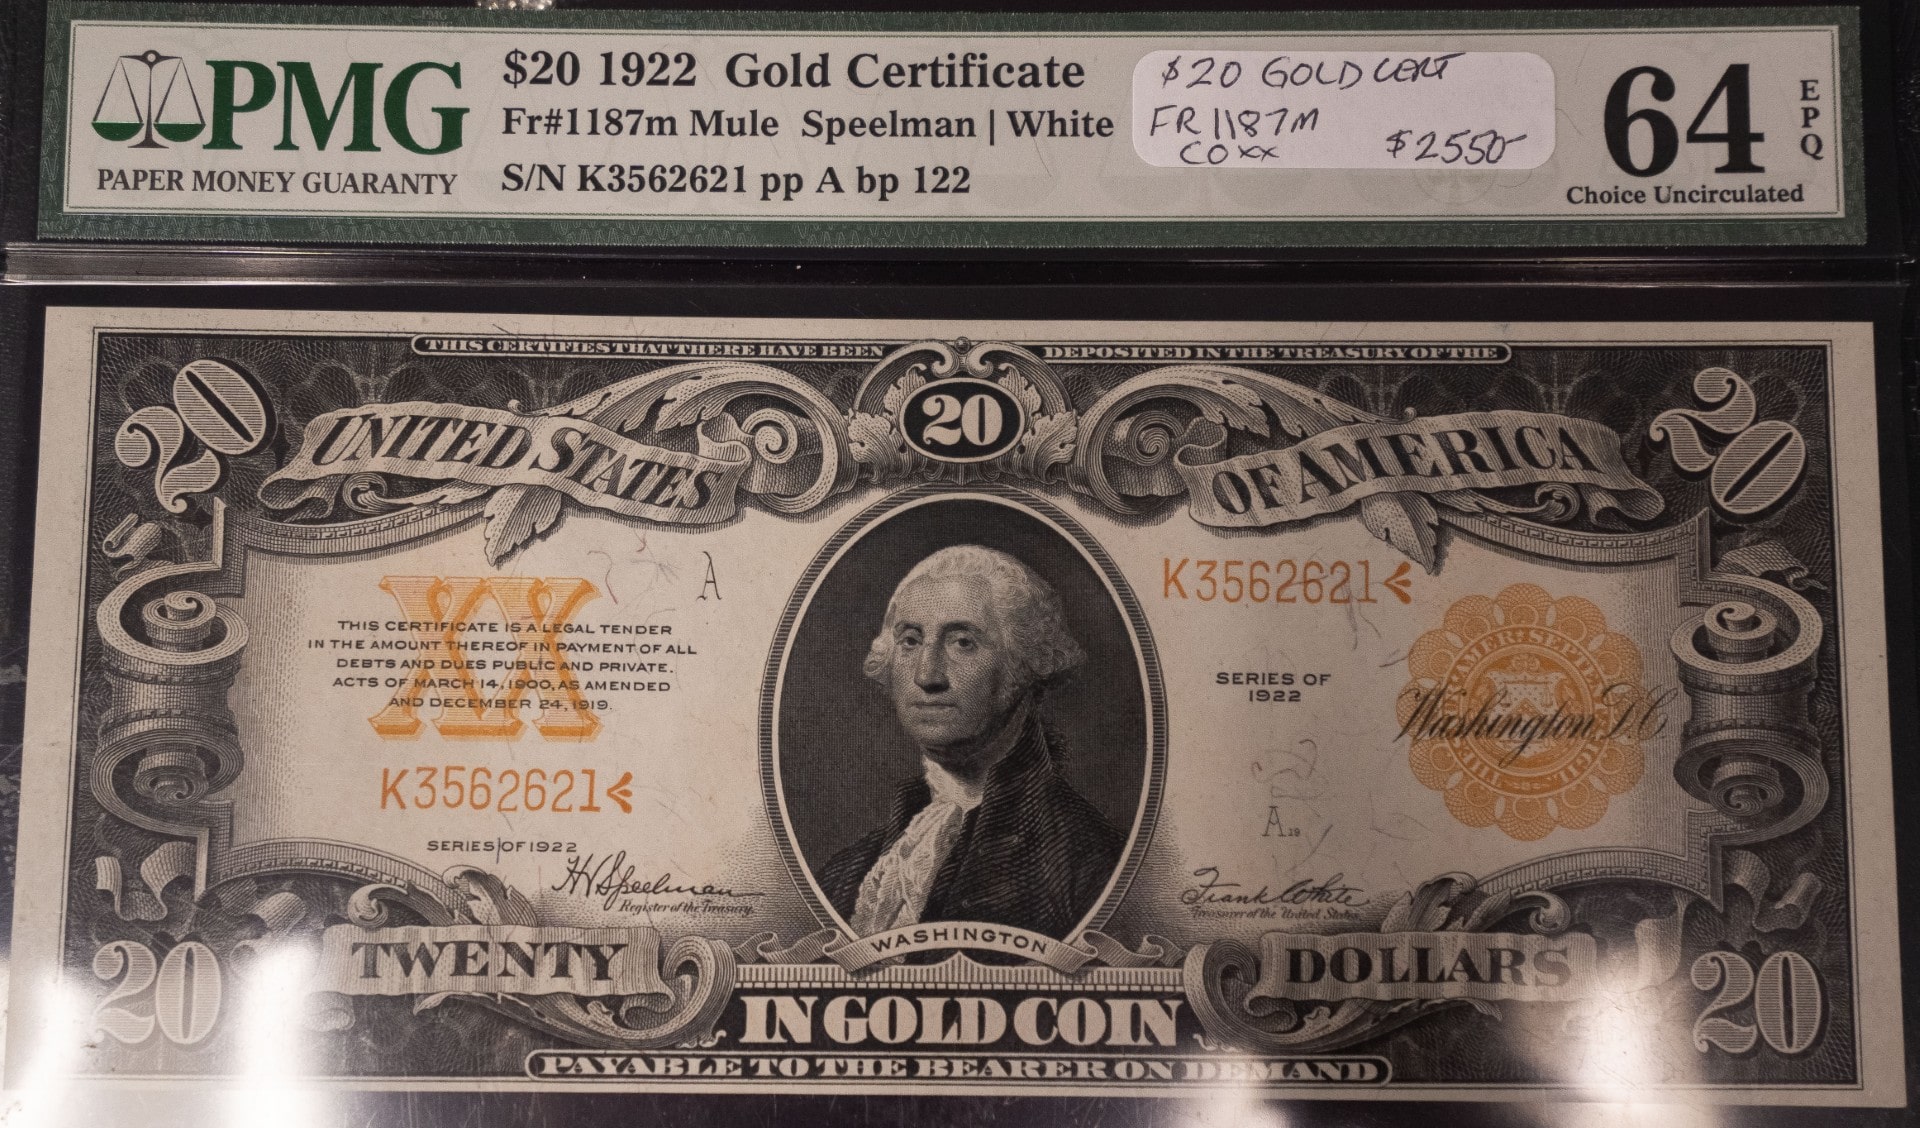 PMG
PAPER MONEY GUARANTY
$20 1922 Gold Certificate
Fr#1187m Mule Speelman | White
S/N K3562621 pp A bp 122
$20 GOLD CERT
FR 1187M
COXX $2550-
64 EPQ
Choice Uncirculated
THIS CERTIFIES THAT THERE HAVE BEEN DEPOSITED IN THE TREASURY OF THE
20 20 20
UNITED STATES OF AMERICA
A
K3562621
XX
THIS CERTIFICATE IS A LEGAL TENDER
IN THE AMOUNT THEREOF IN PAYMENT OF ALL
DEBTS AND DUES PUBLIC AND PRIVATE.
ACTS OF MARCH 14, 1900, AS AMENDED
AND DECEMBER 24, 1919.
SERIES OF
1922
Washington D.C.
K3562621
A
SERIES OF 1922
H V Speelman
Register of the Treasury.
Frank White
Treasurer of the United States.
WASHINGTON
20 TWENTY DOLLARS 20
IN GOLD COIN
PAYABLE TO THE BEARER ON DEMAND